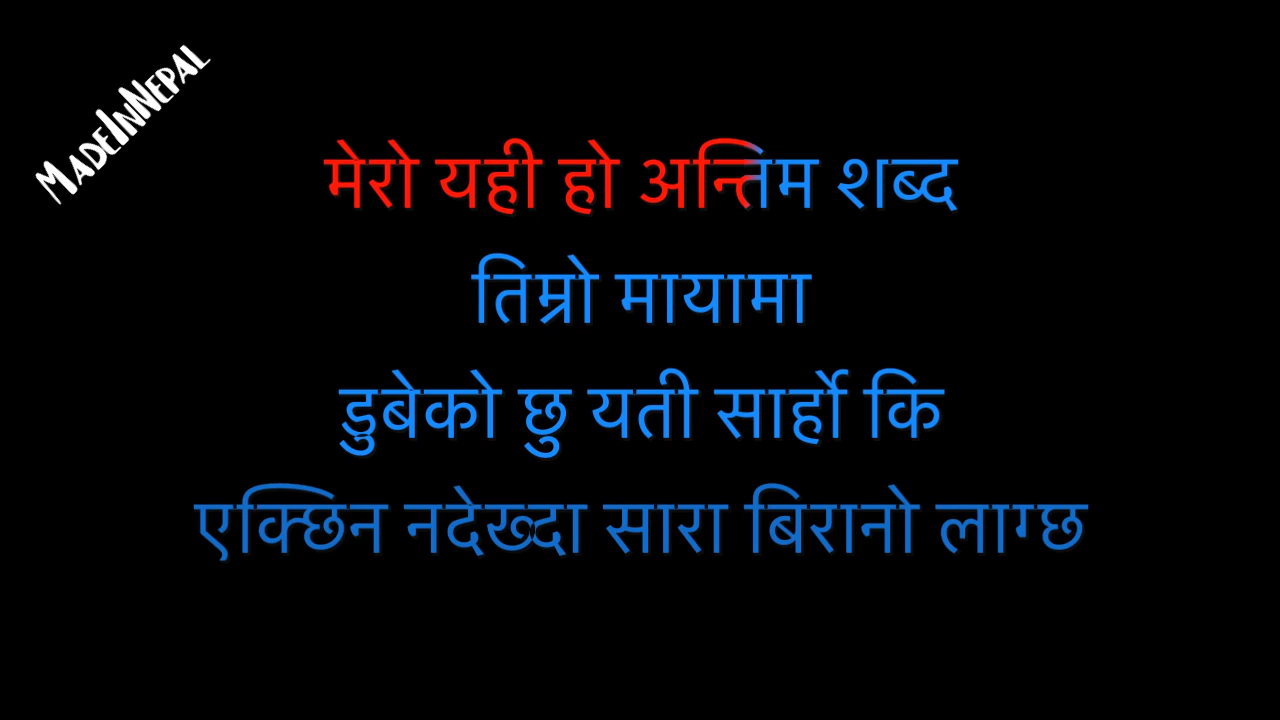 MadeInNepal
मेरो यही हो अन्तिम शब्द
तिम्रो मायामा
डुबेको छु यती सार्हो कि
एक्छिन नदेख्दा सारा बिरानो लाग्छ